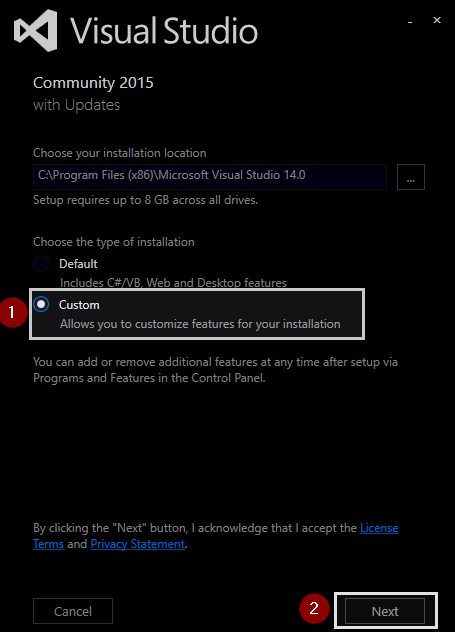 Visual Studio
Community 2015
with Updates
Choose your installation location
C:\Program Files (x86)\Microsoft Visual Studio 14.0
...
Setup requires up to 8 GB across all drives.
Choose the type of installation
Default
Includes C#/VB, Web and Desktop features
1
Custom
Allows you to customize features for your installation
You can add or remove additional features at any time after setup via
Programs and Features in the Control Panel.
By clicking the "Next" button, I acknowledge that I accept the License
Terms and Privacy Statement.
Cancel
2
Next